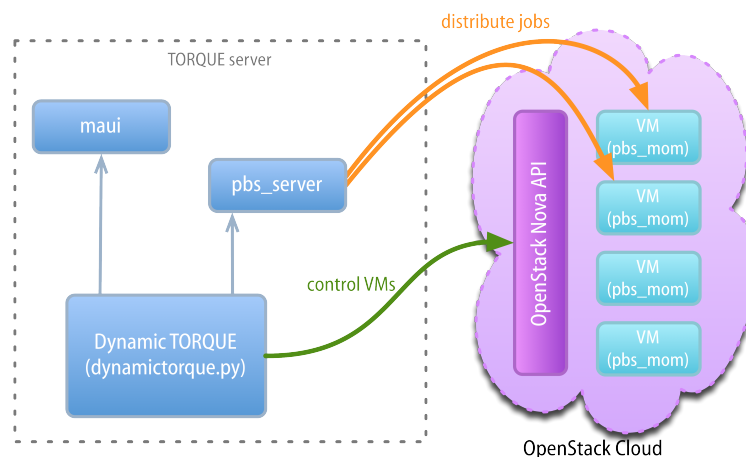 distribute jobs
TORQUE server
maui
pbs_server
control VMs
Dynamic TORQUE
(dynamictorque.py)
OpenStack Nova API
VM
(pbs_mom)
VM
(pbs_mom)
VM
(pbs_mom)
VM
(pbs_mom)
OpenStack Cloud